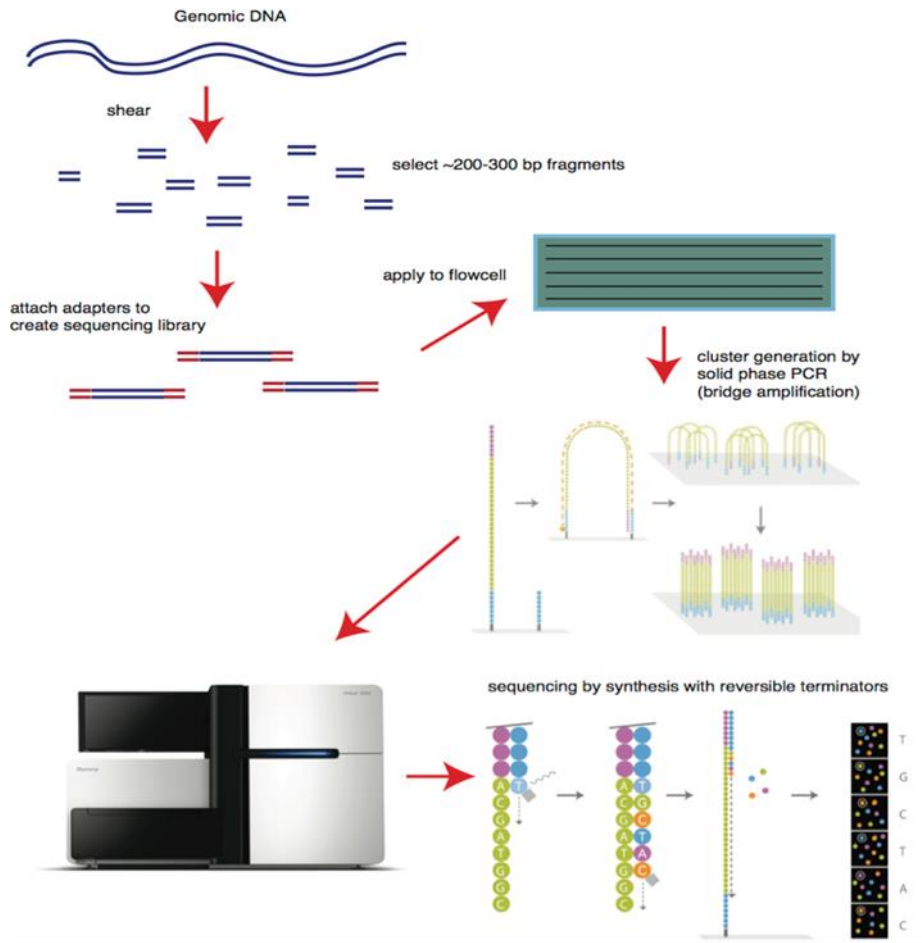 Genomic DNA
shear
select ~200-300 bp fragments
apply to flowcell
attach adapters to
create sequencing library
cluster generation by
solid phase PCR
(bridge amplification)
sequencing by synthesis with reversible terminators
A T
C
G
A
T
G
G
C
A T
C G
G C
A T
T A
G C
G
C
T
G
C
T
A
C